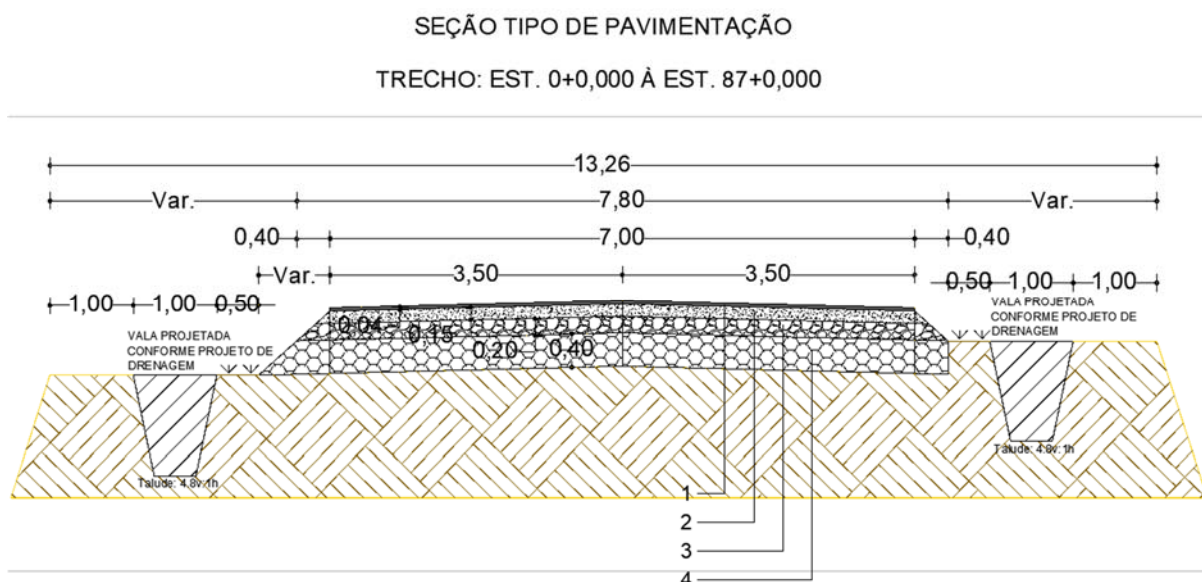 SEÇÃO TIPO DE PAVIMENTAÇÃO
TRECHO: EST. 0+0,000 À EST. 87+0,000
13,26
Var. 7,80 Var.
0,40 7,00 0,40
Var. 3,50 3,50
1,00 1,00 0,50 0,50 1,00 1,00
VALA PROJETADA
CONFORME PROJETO DE
DRENAGEM
VALA PROJETADA
CONFORME PROJETO DE
DRENAGEM
0,04
0,15
0,20
0,40
Talude: 4.8v:1h
Talude: 4.8v:1h
1
2
3
4